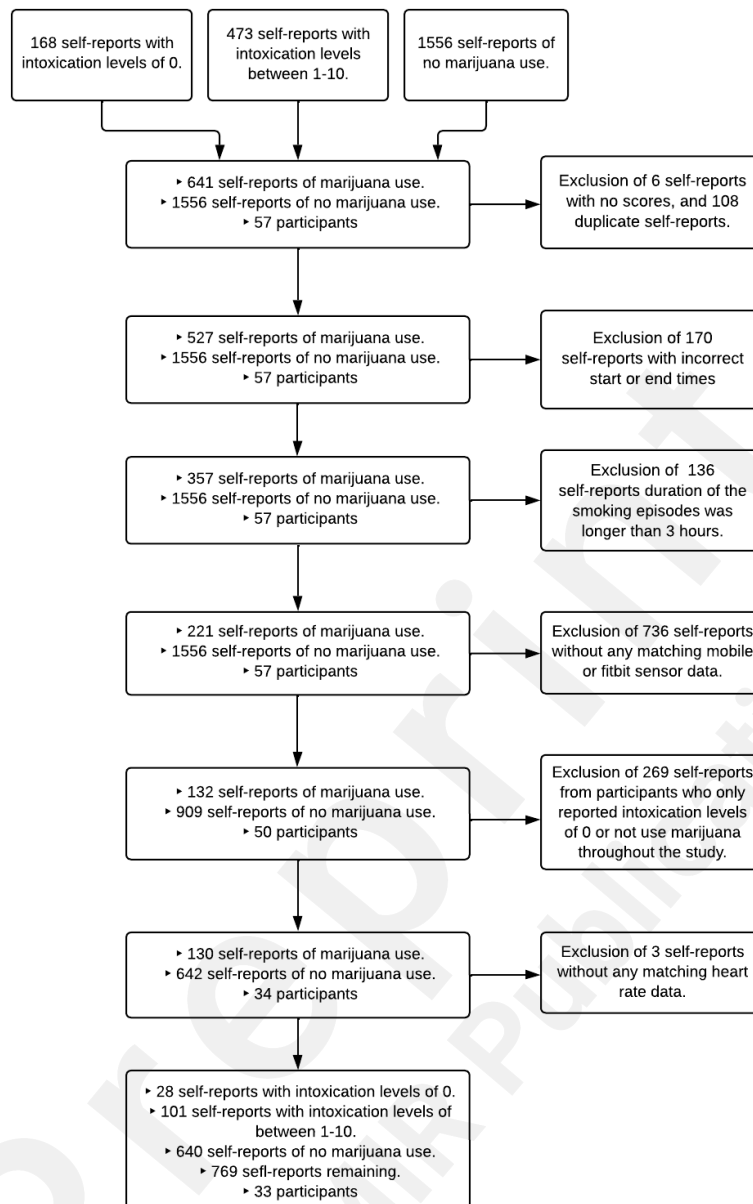 168 self-reports with
intoxication levels of 0.
473 self-reports with
intoxication levels
between 1-10.
1556 self-reports of
no marijuana use.
‣ 641 self-reports of marijuana use.
‣ 1556 self-reports of no marijuana use.
‣ 57 participants
Exclusion of 6 self-reports
with no scores, and 108
duplicate self-reports.
‣ 527 self-reports of marijuana use.
‣ 1556 self-reports of no marijuana use.
‣ 57 participants
Exclusion of 170
self-reports with incorrect
start or end times
‣ 357 self-reports of marijuana use.
‣ 1556 self-reports of no marijuana use.
‣ 57 participants
Exclusion of 136
self-reports duration of the
smoking episodes was
longer than 3 hours.
‣ 221 self-reports of marijuana use.
‣ 1556 self-reports of no marijuana use.
‣ 57 participants
Exclusion of 736 self-reports
without any matching mobile
or fitbit sensor data.
‣ 132 self-reports of marijuana use.
‣ 909 self-reports of no marijuana use.
‣ 50 participants
Exclusion of 269 self-reports
from participants who only
reported intoxication levels
of 0 or not use marijuana
throughout the study.
‣ 130 self-reports of marijuana use.
‣ 642 self-reports of no marijuana use.
‣ 34 participants
Exclusion of 3 self-reports
without any matching heart
rate data.
‣ 28 self-reports with intoxication levels of 0.
‣ 101 self-reports with intoxication levels of
between 1-10.
‣ 640 self-reports of no marijuana use.
‣ 769 sefl-reports remaining.
‣ 33 participants
Preprint